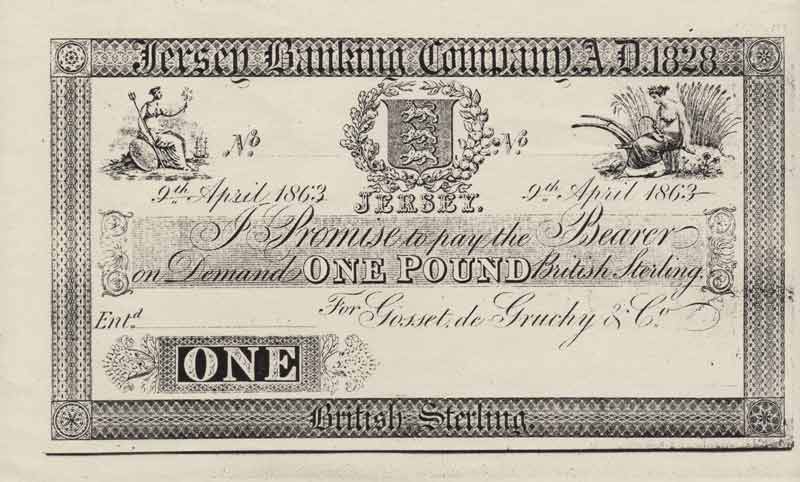 Jersey Banking Company, A.D. 1828
No No
9th April 1863 9th April 1863
JERSEY.
I Promise to pay the Bearer
on Demand ONE POUND British Sterling.
Entd For Gosset, de Gruchy & Co
ONE
British Sterling.